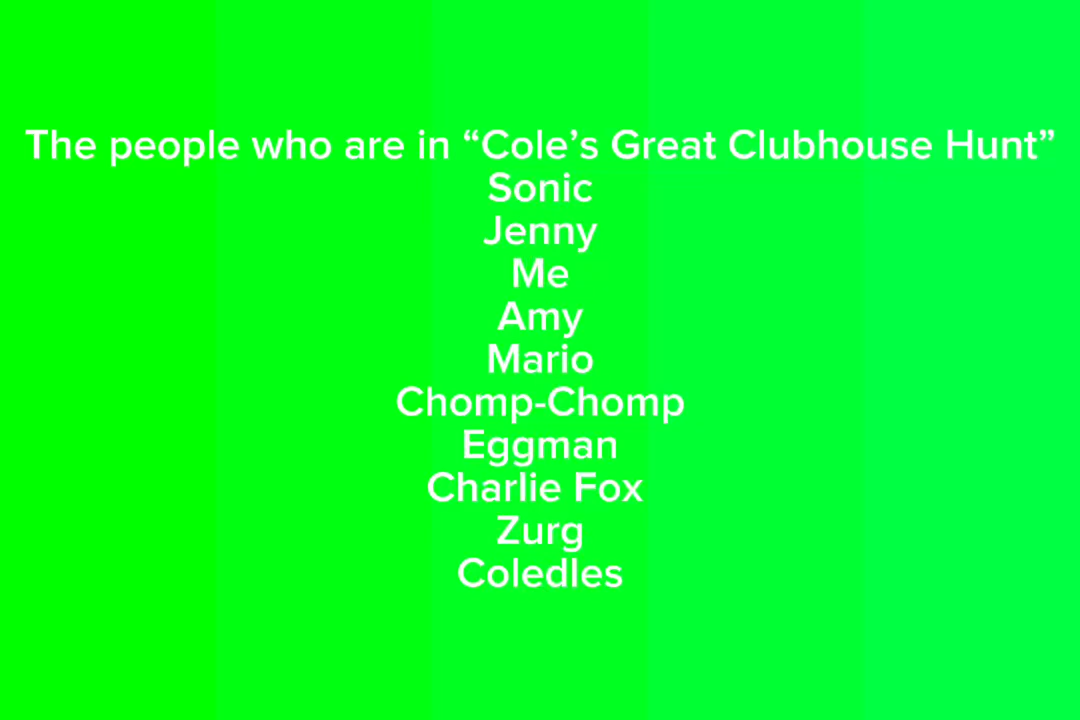 The people who are in “Cole’s Great Clubhouse Hunt”
Sonic
Jenny
Me
Amy
Mario
Chomp-Chomp
Eggman
Charlie Fox
Zurg
Coledles